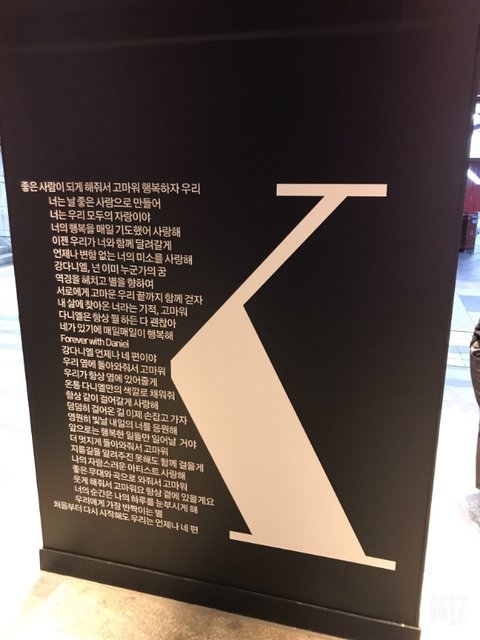 좋은 사람이 되게 해줘서 고마워 행복하자 우리
너는 날 좋은 사람으로 만들어
너는 우리 모두의 자랑이야
너의 행복을 매일 기도했어 사랑해
이젠 우리가 너와 함께 달려갈게
언제나 변함 없는 너의 미소를 사랑해
강다니엘, 넌 이미 누군가의 꿈
역경을 헤치고 별을 향하여
서로에게 고마운 우리 끝까지 함께 걷자
내 삶에 찾아온 너라는 기적, 고마워
다니엘은 항상 뭘 하든 다 괜찮아
네가 있기에 매일매일이 행복해
Forever with Daniel
강다니엘 언제나 네 편이야
우리 옆에 돌아와줘서 고마워
우리가 항상 옆에 있어줄게
온통 다니엘만의 색깔로 채워줘
항상 같이 걸어갈게 사랑해
덤덤히 걸어온 길 이제 손잡고 가자
영원히 빛날 내일의 너를 응원해
앞으로는 행복한 일들만 일어날 거야
더 멋지게 돌아와줘서 고마워
지름길을 알려주진 못해도 함께 걸을게
나의 자랑스러운 아티스트 사랑해
좋은 무대와 곡으로 와줘서 고마워
웃게 해줘서 고마워요 항상 곁에 있을게요
너의 순간은 나의 하루를 눈부시게 해
우리에게 가장 반짝이는 별
처음부터 다시 시작해도 우리는 언제나 네 편
K